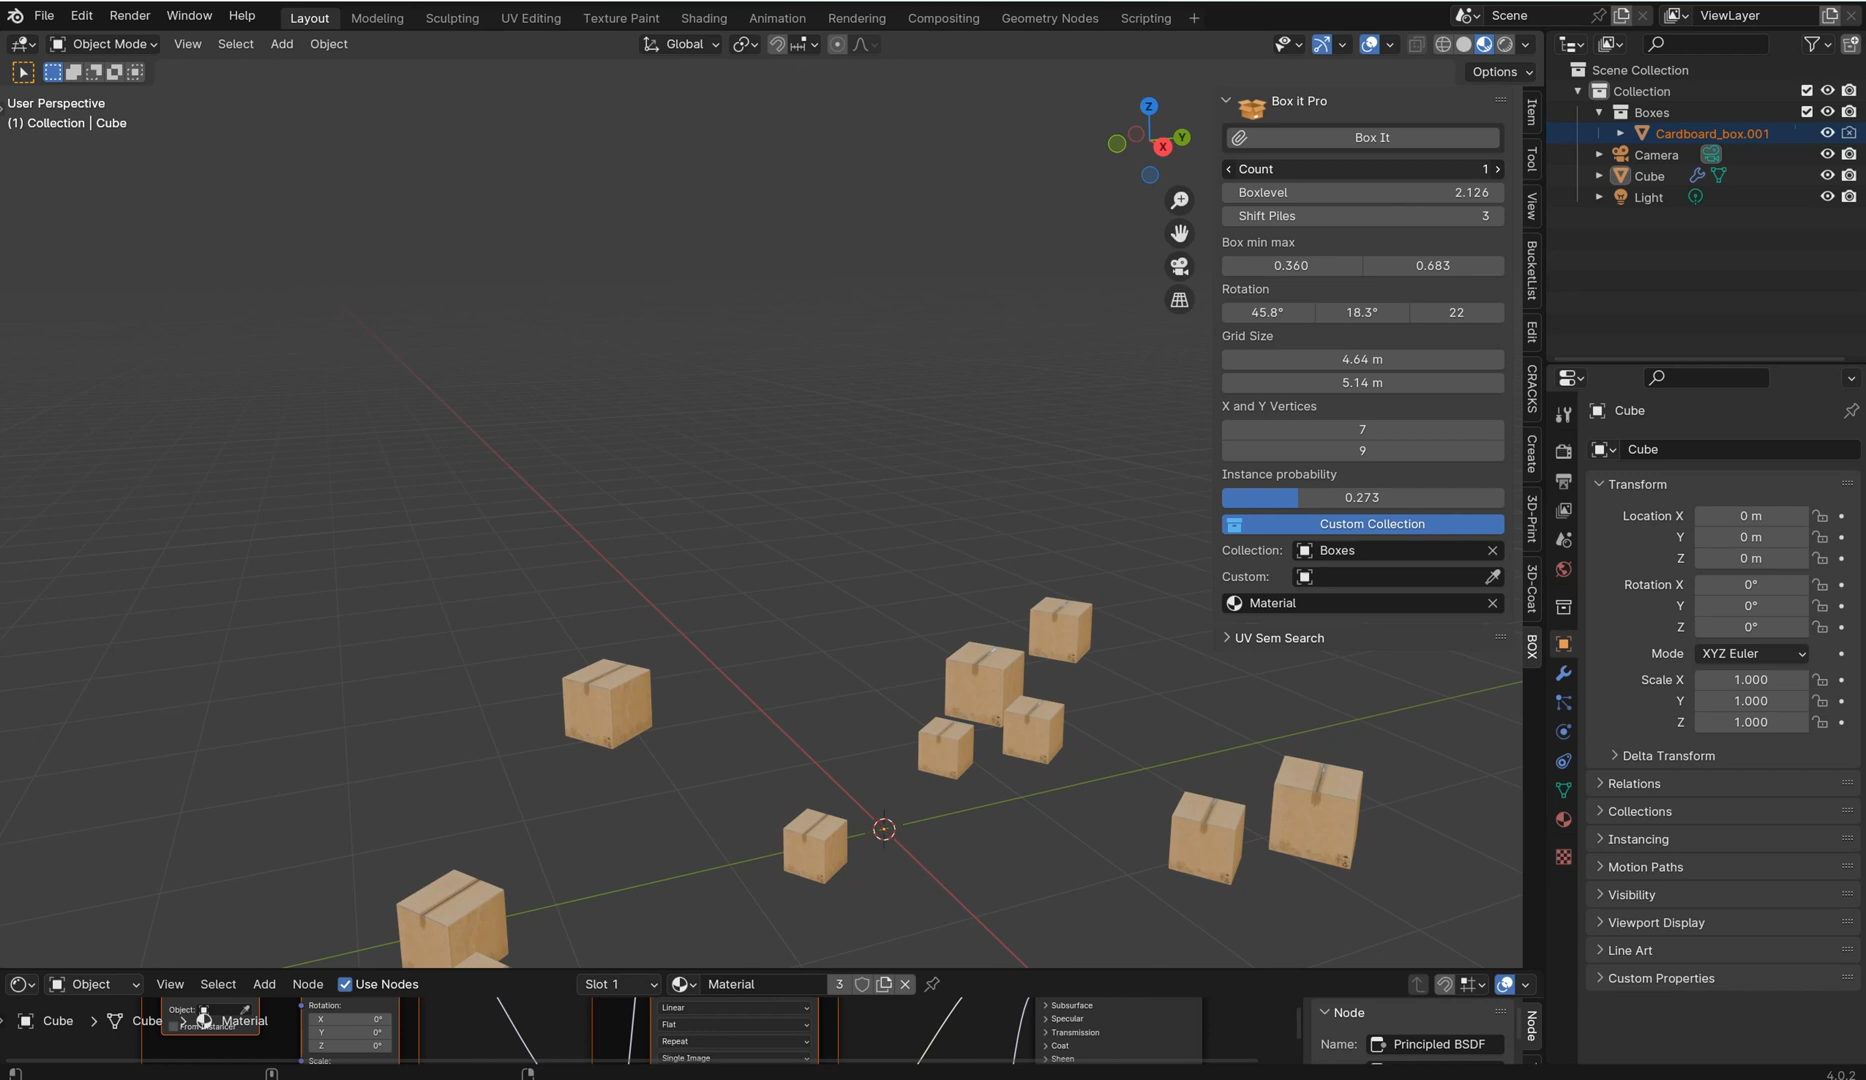 File Edit Render Window Help Layout Modeling Sculpting UV Editing Texture Paint Shading Animation Rendering Compositing Geometry Nodes Scripting + Scene ViewLayer
Object Mode View Select Add Object Global
Options
User Perspective
(1) Collection | Cube
Z
Y
X
Box it Pro
Box It
Count 1
Boxlevel 2.126
Shift Piles 3
Box min max
0.360 0.683
Rotation
45.8° 18.3° 22
Grid Size
4.64 m
5.14 m
X and Y Vertices
7
9
Instance probability
0.273
Custom Collection
Collection: Boxes
Custom:
Material
UV Sem Search
Item
Tool
View
BucketList
Edit
CRACKS
Create
3D-Print
3D-Coat
BOX
Scene Collection
Collection
Boxes
Cardboard_box.001
Camera
Cube
Light
Cube
Cube
Transform
Location X 0 m
Y 0 m
Z 0 m
Rotation X 0°
Y 0°
Z 0°
Mode XYZ Euler
Scale X 1.000
Y 1.000
Z 1.000
Delta Transform
Relations
Collections
Instancing
Motion Paths
Visibility
Viewport Display
Line Art
Custom Properties
Object View Select Add Node Use Nodes Slot 1 Material 3
Cube > Cube > Material
Object:
Rotation:
X 0°
Y 0°
Z 0°
Scale:
Linear
Flat
Repeat
Single Image
Subsurface
Specular
Transmission
Coat
Sheen
Node
Name: Principled BSDF
Node
4.0.2